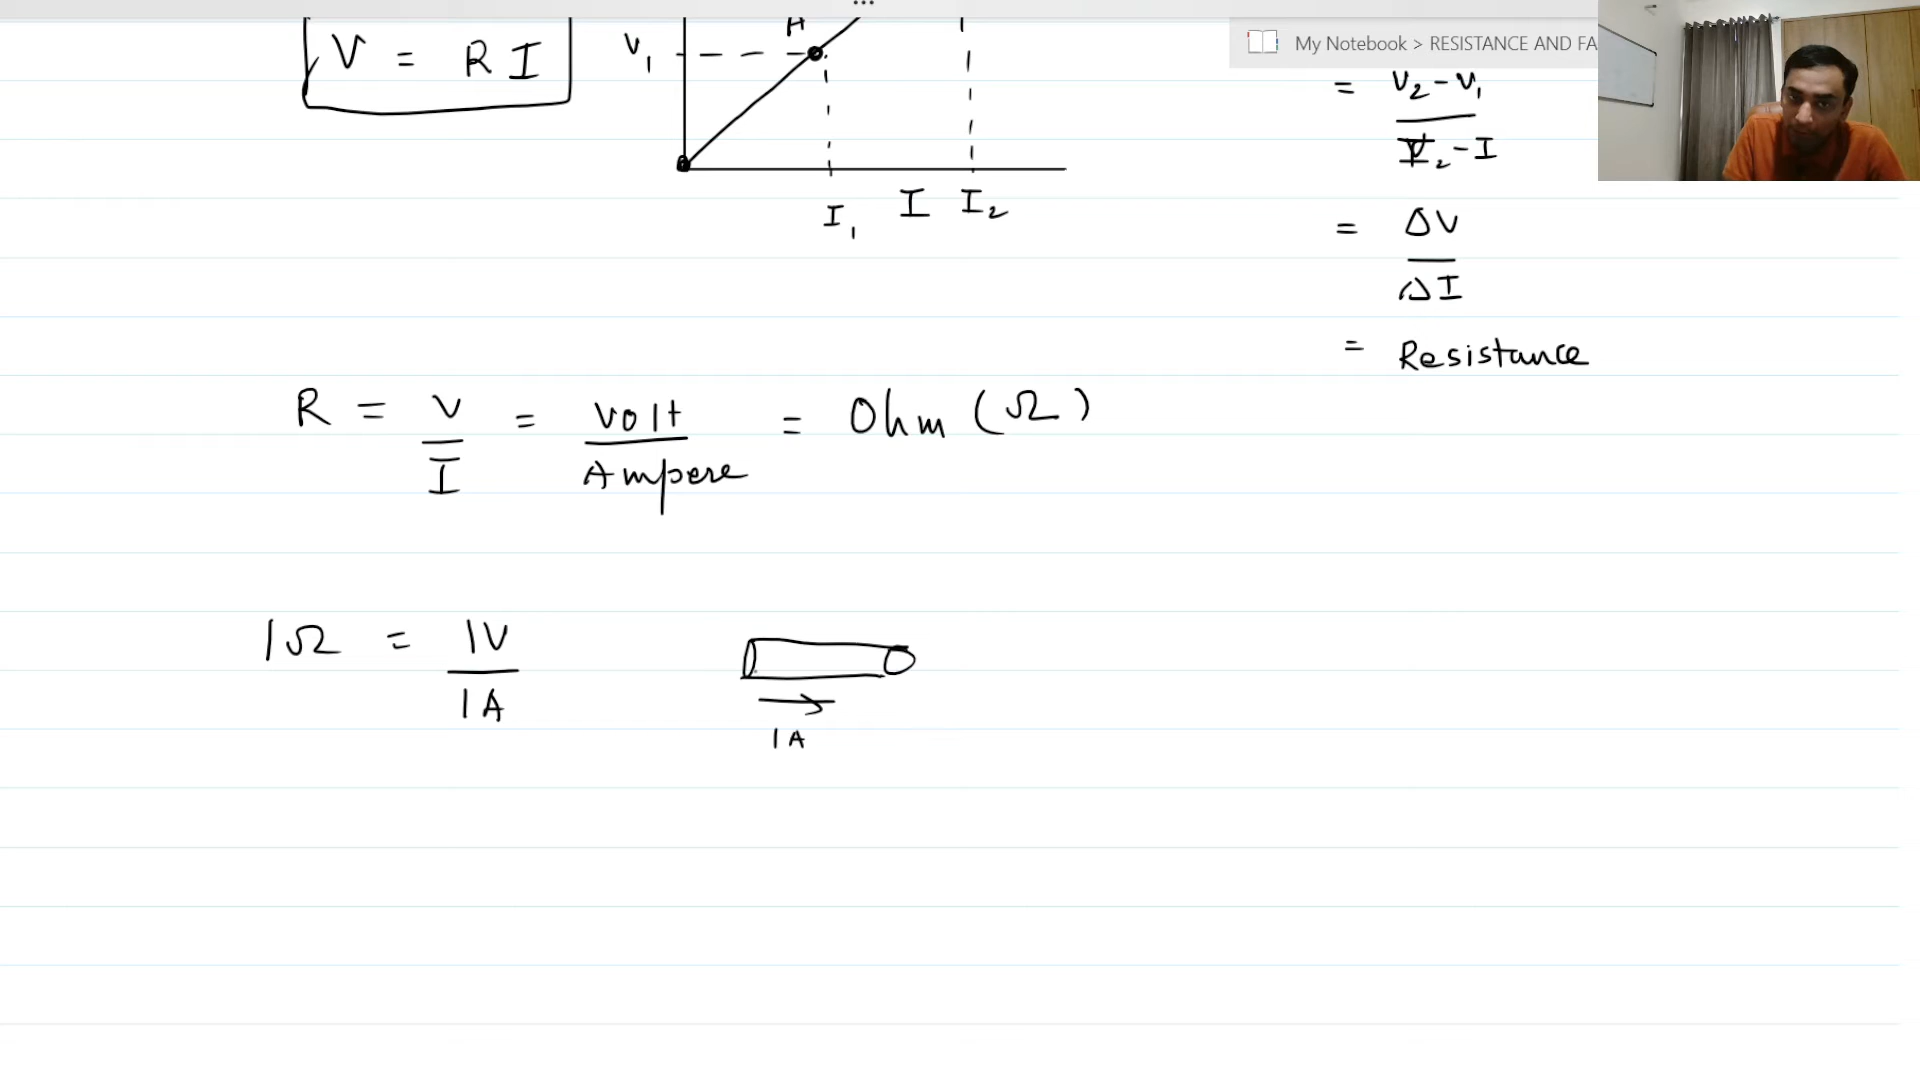 My Notebook > RESISTANCE AND FA
V = R I
V₁
A
I₁ I I₂
= V₂ - V₁
I₂ - I
= ΔV
ΔI
= Resistance
R = V = Volt = Ohm (Ω)
I Ampere
1Ω = 1V
1A
1A